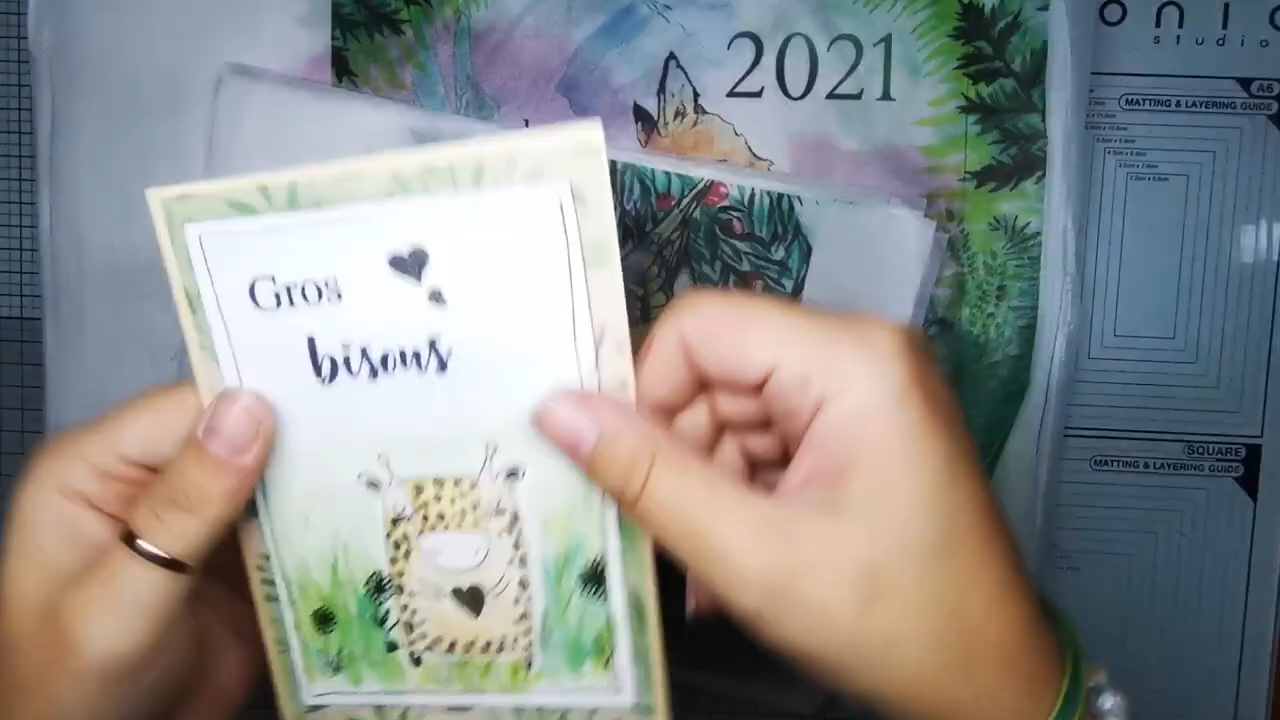 2021
onic
studio
A6
MATTING & LAYERING GUIDE
Gros
bisous
SQUARE
MATTING & LAYERING GUIDE